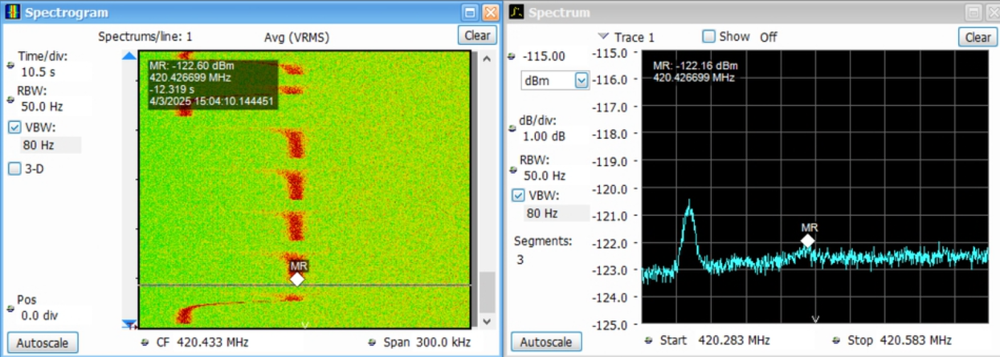 Spectrogram
Spectrums/line: 1
Avg (VRMS)
Clear
Time/div:
10.5 s
RBW:
50.0 Hz
VBW:
80 Hz
3-D
Pos
0.0 div
Autoscale
MR: -122.60 dBm
420.426699 MHz
-12.319 s
4/3/2025 15:04:10.144451
MR
CF 420.433 MHz
Span 300.0 kHz
Spectrum
Trace 1
Show
Off
Clear
-115.00
dBm
dB/div:
1.00 dB
RBW:
50.0 Hz
VBW:
80 Hz
Segments:
3
Autoscale
-115.0
-116.0
-117.0
-118.0
-119.0
-120.0
-121.0
-122.0
-123.0
-124.0
-125.0
MR: -122.16 dBm
420.426699 MHz
MR
Start 420.283 MHz
Stop 420.583 MHz